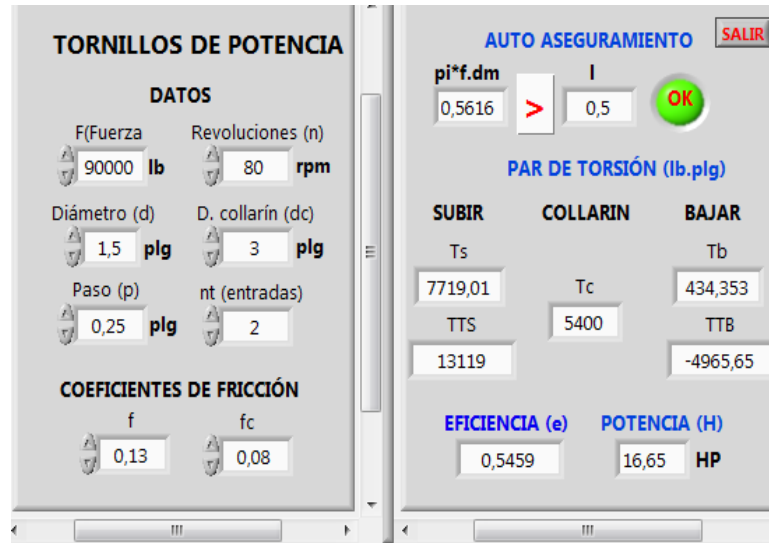 TORNILLOS DE POTENCIA
DATOS
F(Fuerza Revoluciones (n)
90000 lb 80 rpm
Diámetro (d) D. collarín (dc)
1,5 plg 3 plg
Paso (p) nt (entradas)
0,25 plg 2
COEFICIENTES DE FRICCIÓN
f fc
0,13 0,08
AUTO ASEGURAMIENTO SALIR
pi*f.dm l
0,5616 > 0,5 OK
PAR DE TORSIÓN (lb.plg)
SUBIR COLLARIN BAJAR
Ts Tc Tb
7719,01 5400 434,353
TTS TTB
13119 -4965,65
EFICIENCIA (e) POTENCIA (H)
0,5459 16,65 HP